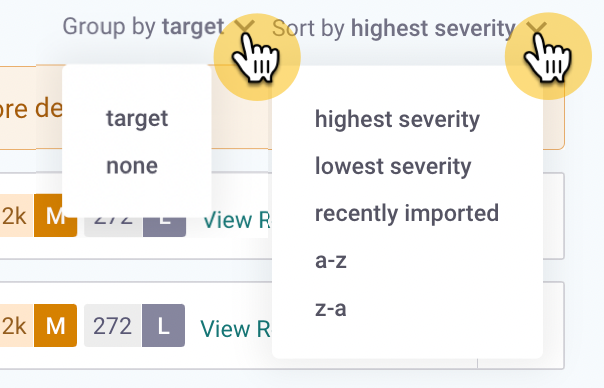 Group by target
Sort by highest severity
ore de
target
none
highest severity
lowest severity
recently imported
a-z
z-a
2k M 272 L View R
2k M 272 L View R